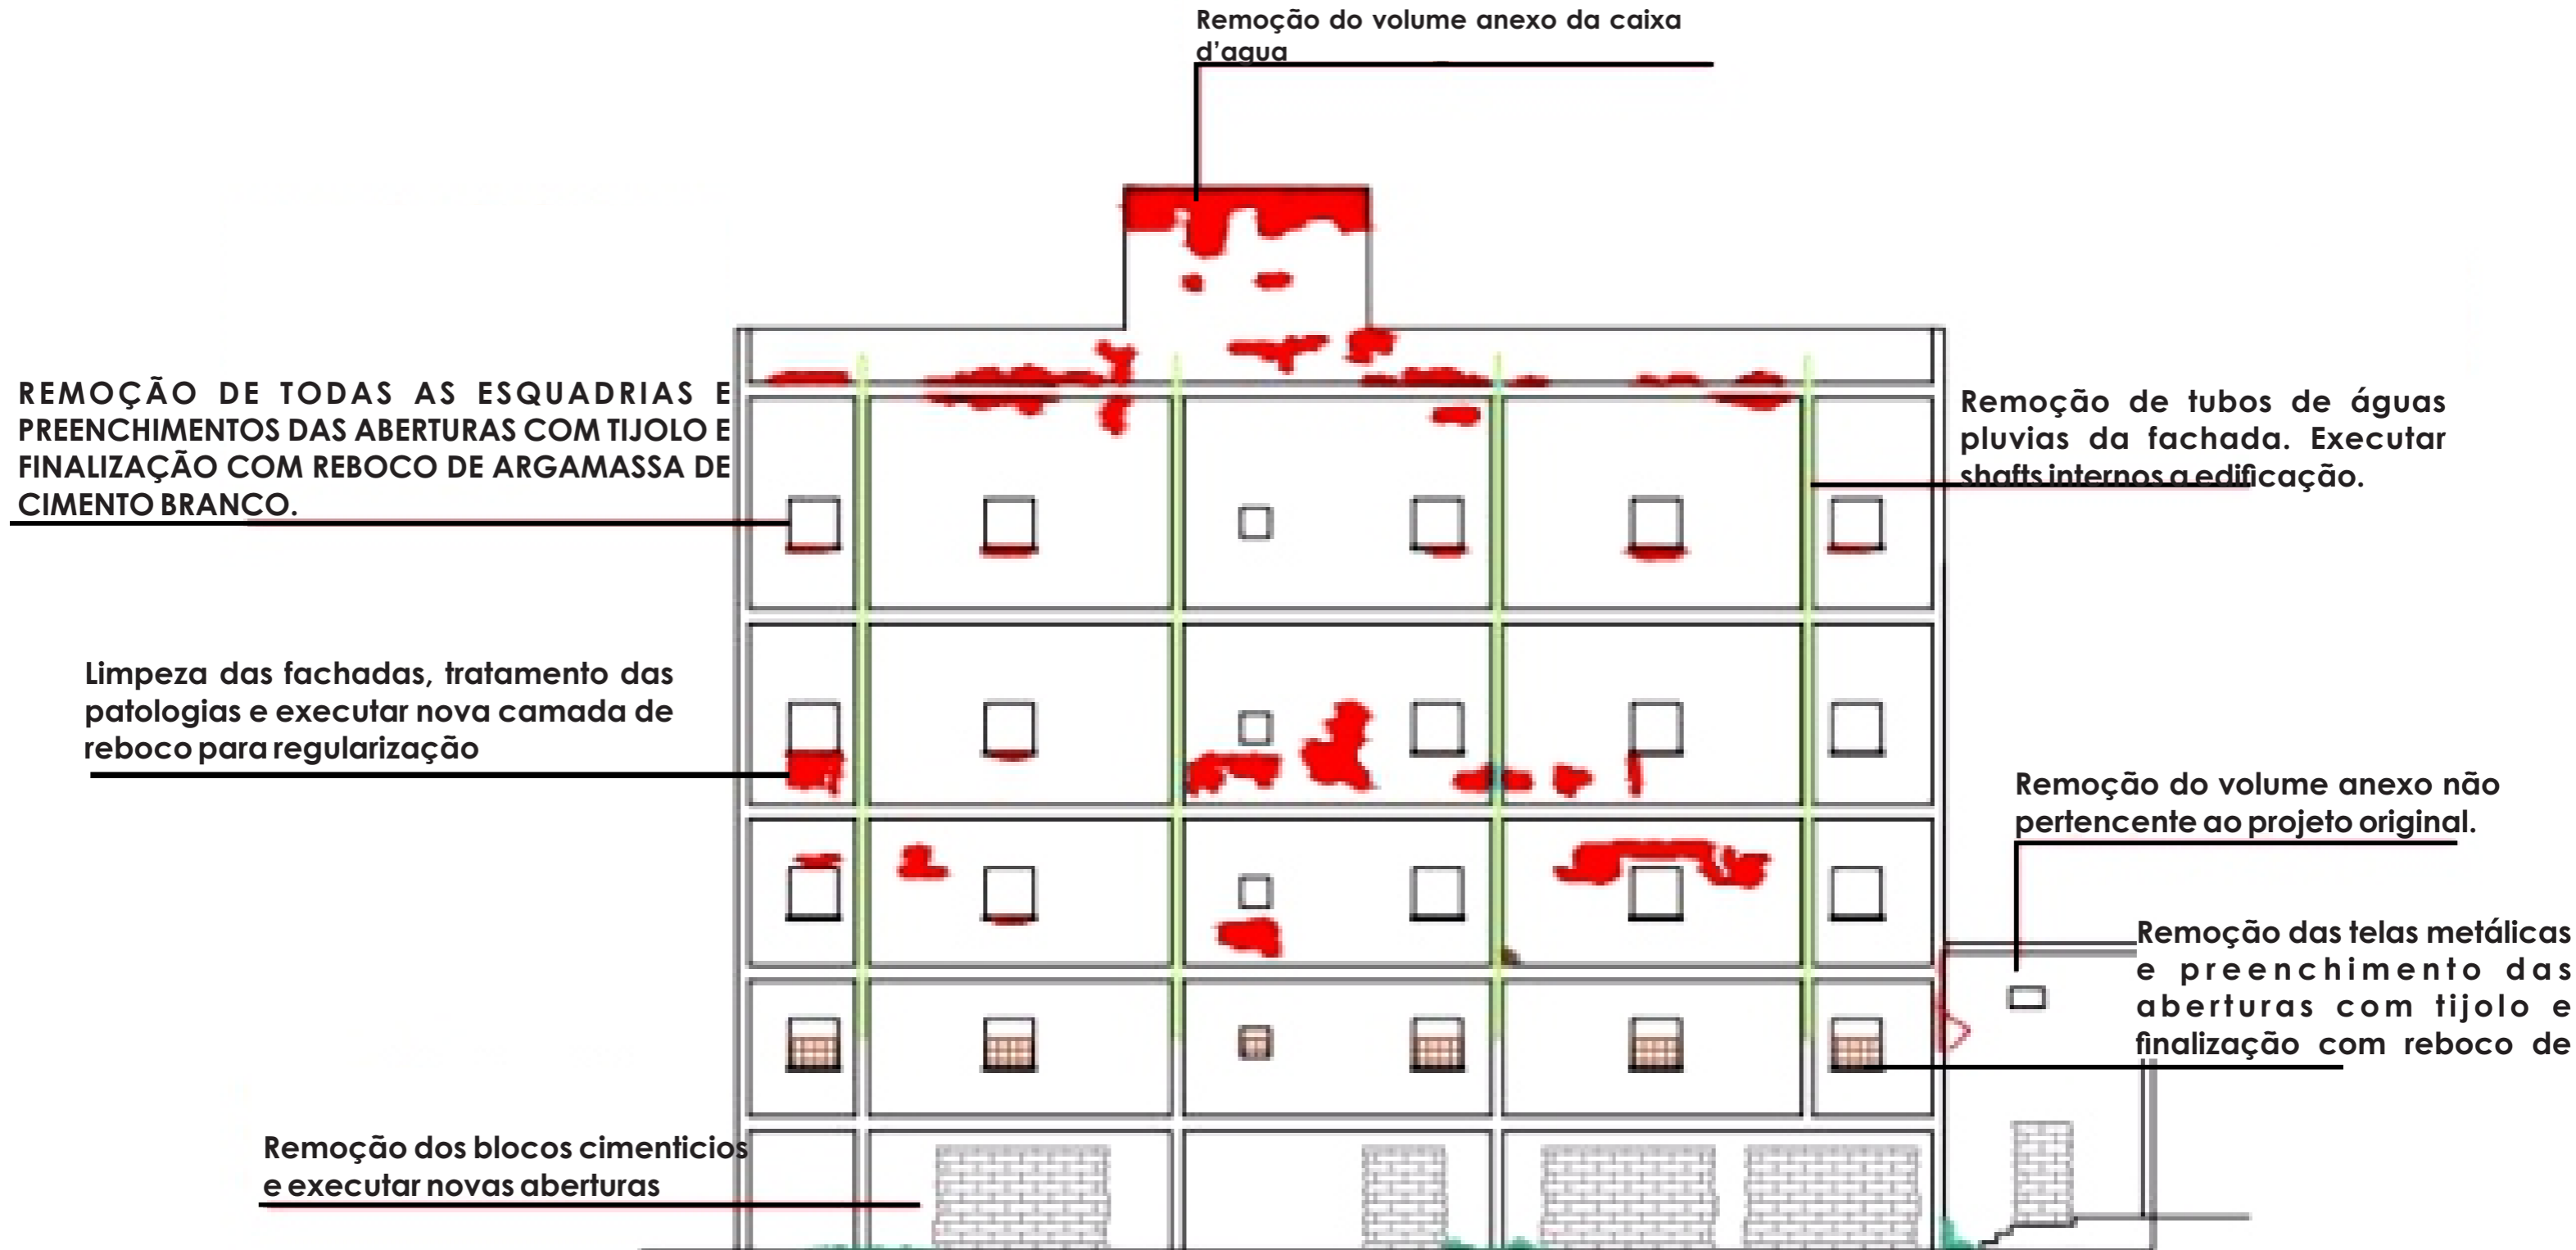 Remoção do volume anexo da caixa
d'agua
REMOÇÃO DE TODAS AS ESQUADRIAS E
PREENCHIMENTOS DAS ABERTURAS COM TIJOLO E
FINALIZAÇÃO COM REBOCO DE ARGAMASSA DE
CIMENTO BRANCO.
Remoção de tubos de águas
pluvias da fachada. Executar
shafts internos a edificação.
Limpeza das fachadas, tratamento das
patologias e executar nova camada de
reboco para regularização
Remoção do volume anexo não
pertencente ao projeto original.
Remoção das telas metálicas
e preenchimento das
aberturas com tijolo e
finalização com reboco de
Remoção dos blocos cimenticios
e executar novas aberturas